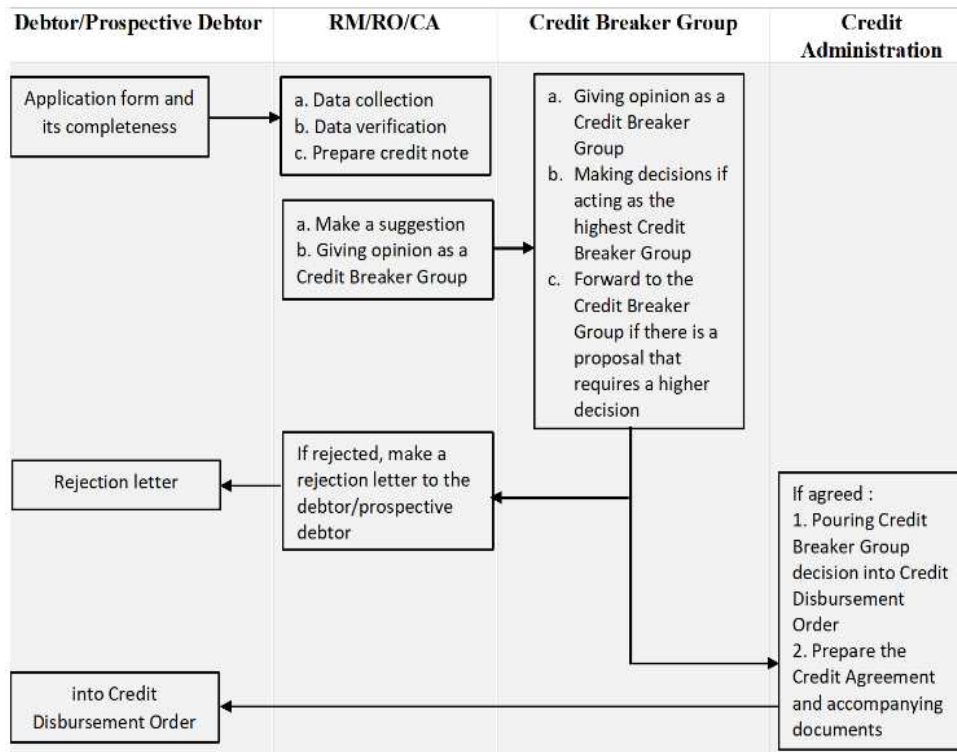 Debtor/Prospective Debtor
RM/RO/CA
Credit Breaker Group
Credit
Administration
Application form and
its completeness
a. Data collection
b. Data verification
c. Prepare credit note
a. Make a suggestion
b. Giving opinion as a
Credit Breaker Group
a. Giving opinion as a
Credit Breaker
Group
b. Making decisions if
acting as the
highest Credit
Breaker Group
c. Forward to the
Credit Breaker
Group if there is a
proposal that
requires a higher
decision
If rejected, make a
rejection letter to the
debtor/prospective
debtor
Rejection letter
If agreed :
1. Pouring Credit
Breaker Group
decision into Credit
Disbursement
Order
2. Prepare the
Credit Agreement
and accompanying
documents
into Credit
Disbursement Order